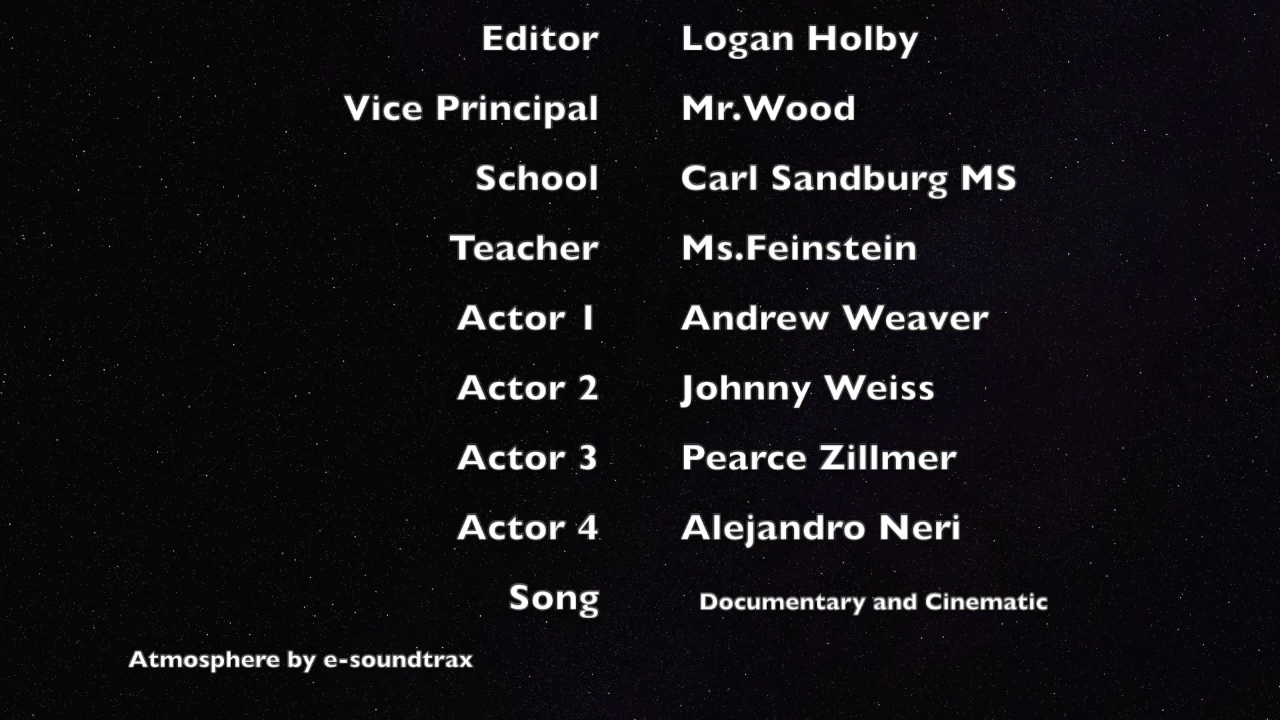 Editor Logan Holby
Vice Principal Mr.Wood
School Carl Sandburg MS
Teacher Ms.Feinstein
Actor 1 Andrew Weaver
Actor 2 Johnny Weiss
Actor 3 Pearce Zillmer
Actor 4 Alejandro Neri
Song Documentary and Cinematic
Atmosphere by e-soundtrax